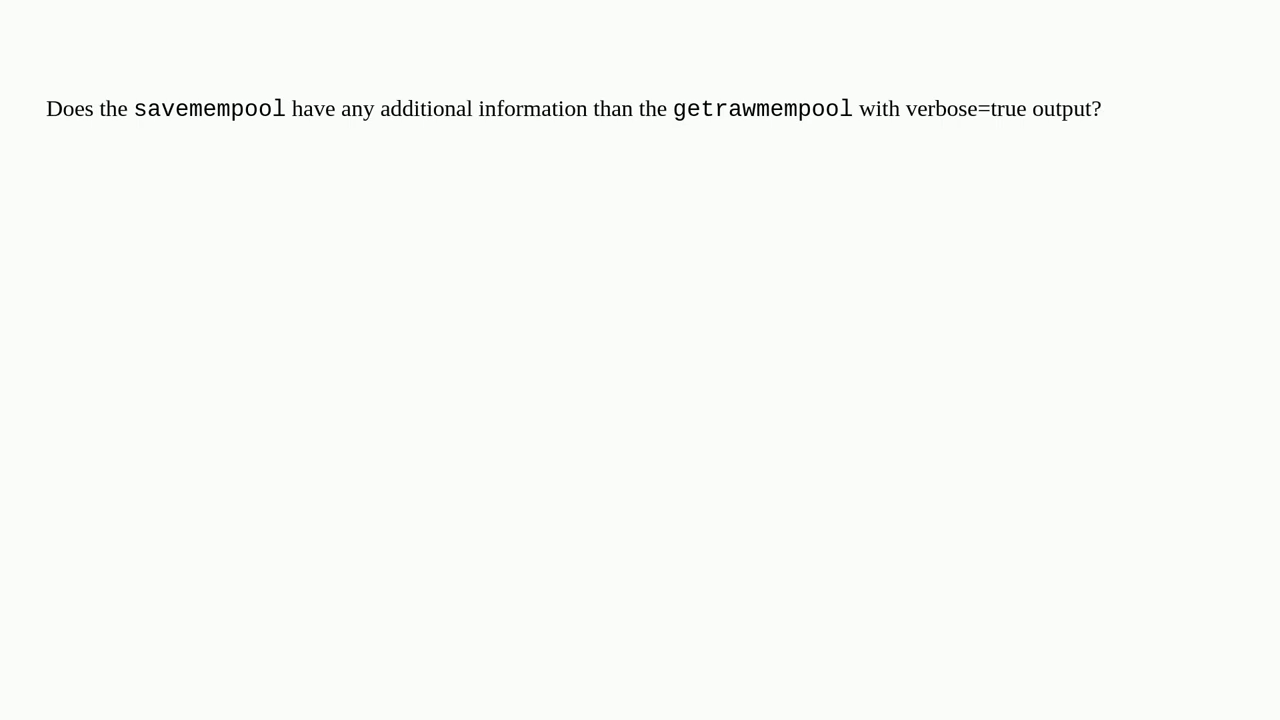 Does the savemempool have any additional information than the getrawmempool with verbose=true output?